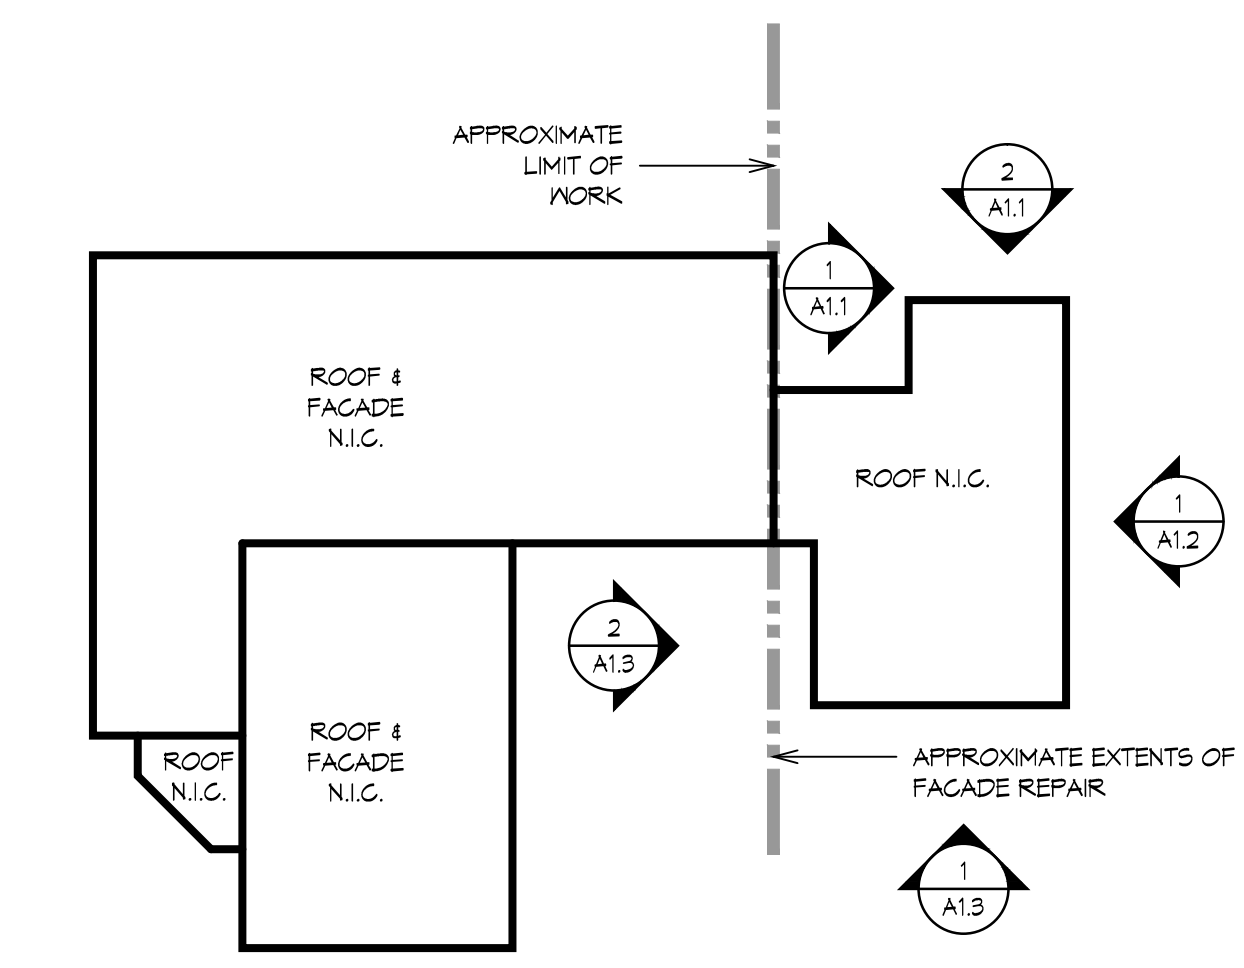 APPROXIMATE
LIMIT OF
WORK
2
A1.1
1
A1.1
ROOF &
FACADE
N.I.C.
ROOF N.I.C.
1
A1.2
2
A1.3
ROOF &
FACADE
N.I.C.
ROOF
N.I.C.
APPROXIMATE EXTENTS OF
FACADE REPAIR
1
A1.3